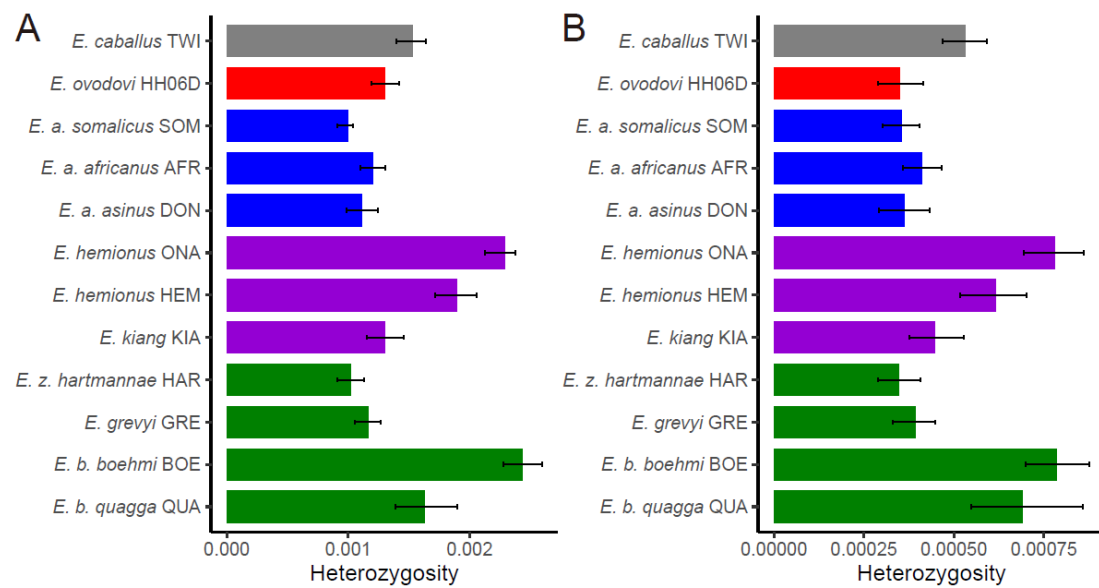 A
E. caballus TWI
E. ovodovi HH06D
E. a. somalicus SOM
E. a. africanus AFR
E. a. asinus DON
E. hemionus ONA
E. hemionus HEM
E. kiang KIA
E. z. hartmannae HAR
E. grevyi GRE
E. b. boehmi BOE
E. b. quagga QUA
0.000 0.001 0.002
Heterozygosity
B
E. caballus TWI
E. ovodovi HH06D
E. a. somalicus SOM
E. a. africanus AFR
E. a. asinus DON
E. hemionus ONA
E. hemionus HEM
E. kiang KIA
E. z. hartmannae HAR
E. grevyi GRE
E. b. boehmi BOE
E. b. quagga QUA
0.00000 0.00025 0.00050 0.00075
Heterozygosity